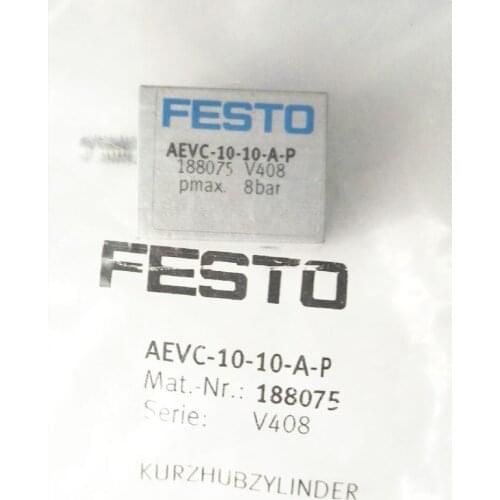 FESTO
AEVC-10-10-A-P
188075 V408
pmax. 8bar
FESTO
AEVC-10-10-A-P
Mat.-Nr.: 188075
Serie: V408
KURZHUBZYLINDER